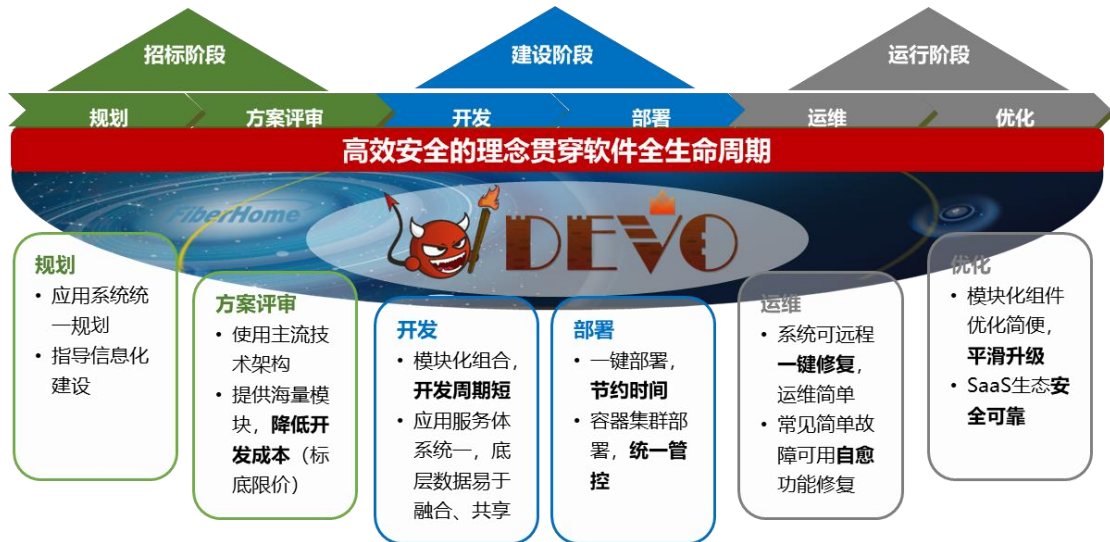 招标阶段
建设阶段
运行阶段
规划
方案评审
开发
部署
运维
优化
高效安全的理念贯穿软件全生命周期
FiberHome
DEVO
规划
• 应用系统统
一规划
• 指导信息化
建设
方案评审
• 使用主流技
术架构
• 提供海量模
块，降低开
发成本（标
底限价）
开发
• 模块化组合，
开发周期短
• 应用服务体
系统一，底
层数据易于
融合、共享
部署
• 一键部署，
节约时间
• 容器集群部
署，统一管
控
运维
• 系统可远程
一键修复，
运维简单
• 常见简单故
障可用自愈
功能修复
优化
• 模块化组件
优化简便，
平滑升级
• SaaS生态安
全可靠